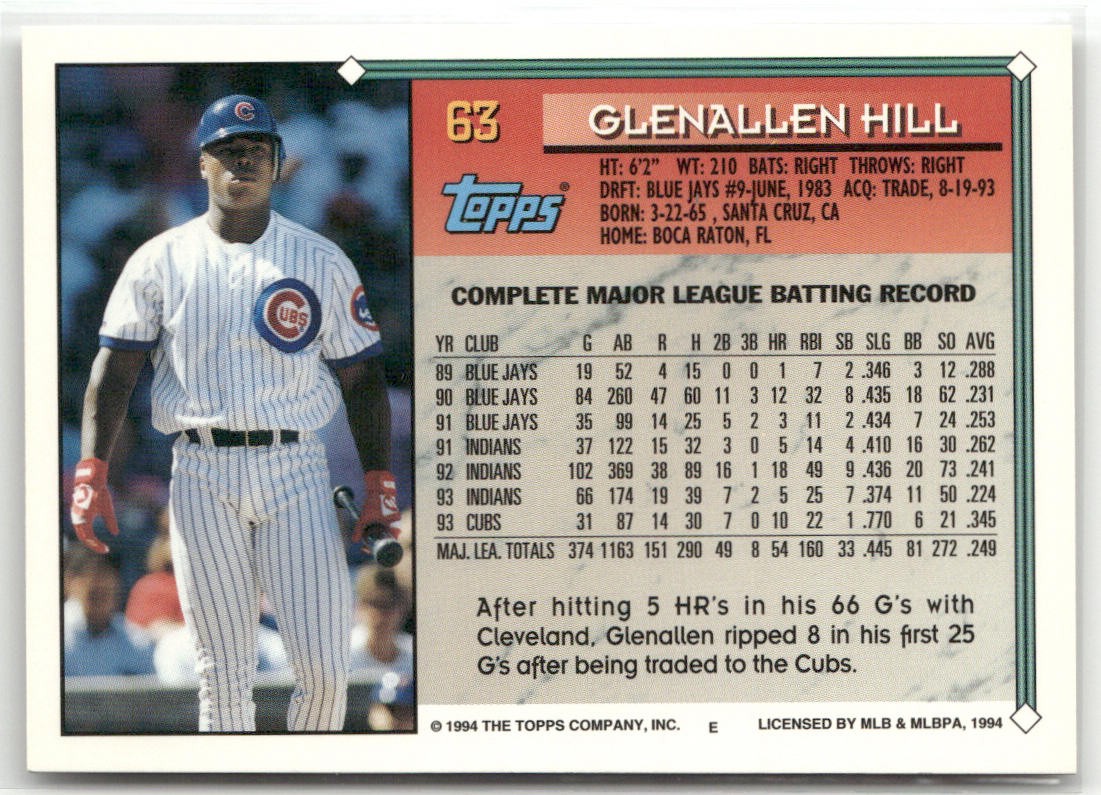 63
GLENALLEN HILL
Topps®
HT: 6'2" WT: 210 BATS: RIGHT THROWS: RIGHT
DRFT: BLUE JAYS #9-JUNE, 1983 ACQ: TRADE, 8-19-93
BORN: 3-22-65 , SANTA CRUZ, CA
HOME: BOCA RATON, FL
C
CUBS
COMPLETE MAJOR LEAGUE BATTING RECORD
YR CLUB G AB R H 2B 3B HR RBI SB SLG BB SO AVG
89 BLUE JAYS 19 52 4 15 0 0 1 7 2 .346 3 12 .288
90 BLUE JAYS 84 260 47 60 11 3 12 32 8 .435 18 62 .231
91 BLUE JAYS 35 99 14 25 5 2 3 11 2 .434 7 24 .253
91 INDIANS 37 122 15 32 3 0 5 14 4 .410 16 30 .262
92 INDIANS 102 369 38 89 16 1 18 49 9 .436 20 73 .241
93 INDIANS 66 174 19 39 7 2 5 25 7 .374 11 50 .224
93 CUBS 31 87 14 30 7 0 10 22 1 .770 6 21 .345
MAJ. LEA. TOTALS 374 1163 151 290 49 8 54 160 33 .445 81 272 .249
After hitting 5 HR's in his 66 G's with
Cleveland, Glenallen ripped 8 in his first 25
G's after being traded to the Cubs.
© 1994 THE TOPPS COMPANY, INC. E LICENSED BY MLB & MLBPA, 1994